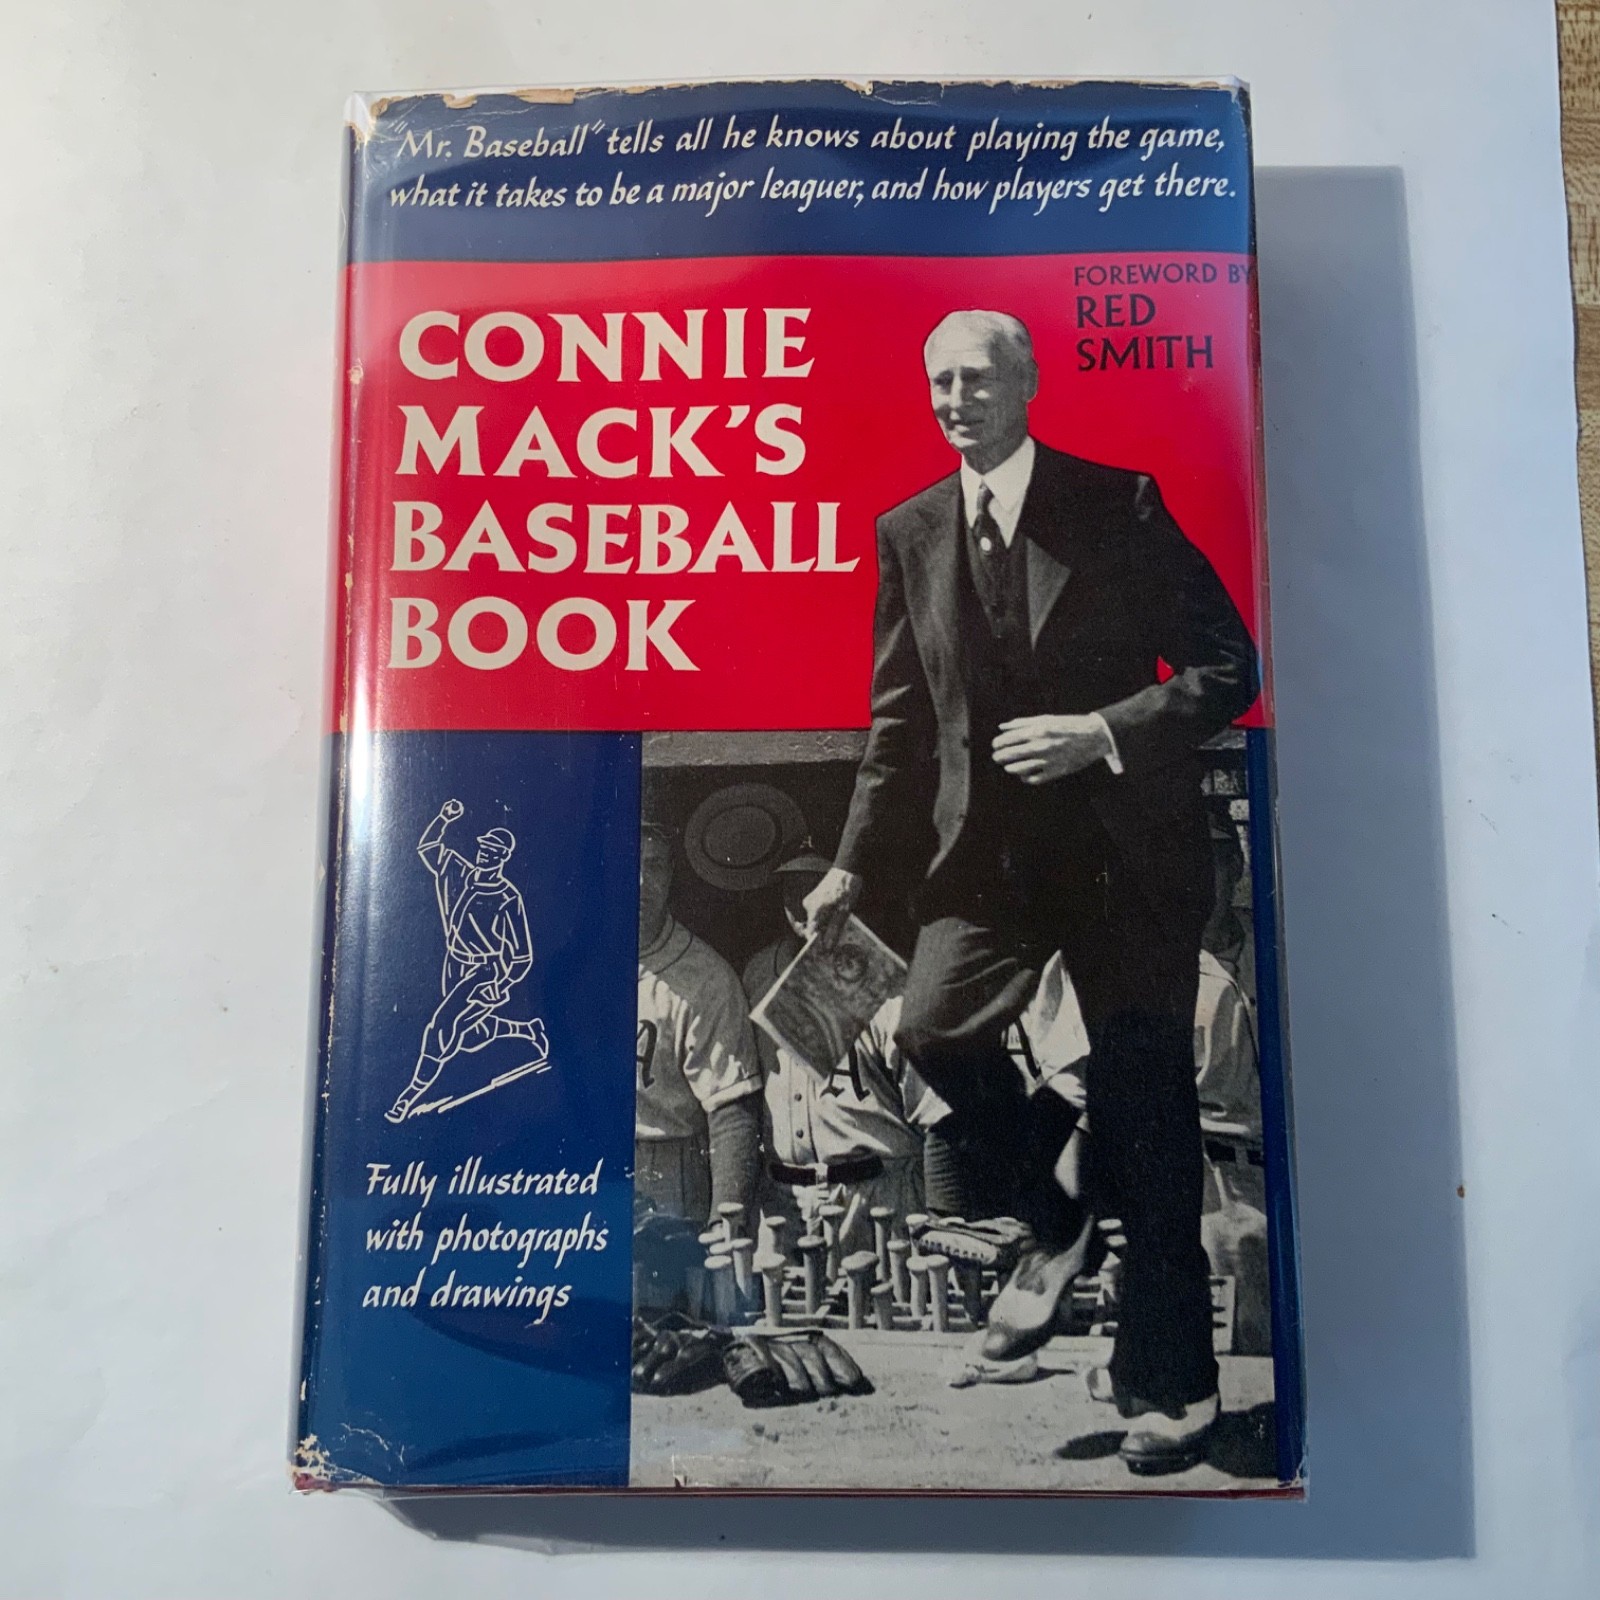 "Mr. Baseball" tells all he knows about playing the game,
what it takes to be a major leaguer, and how players get there.
FOREWORD BY
RED
SMITH
CONNIE
MACK'S
BASEBALL
BOOK
A
A
A
Fully illustrated
with photographs
and drawings